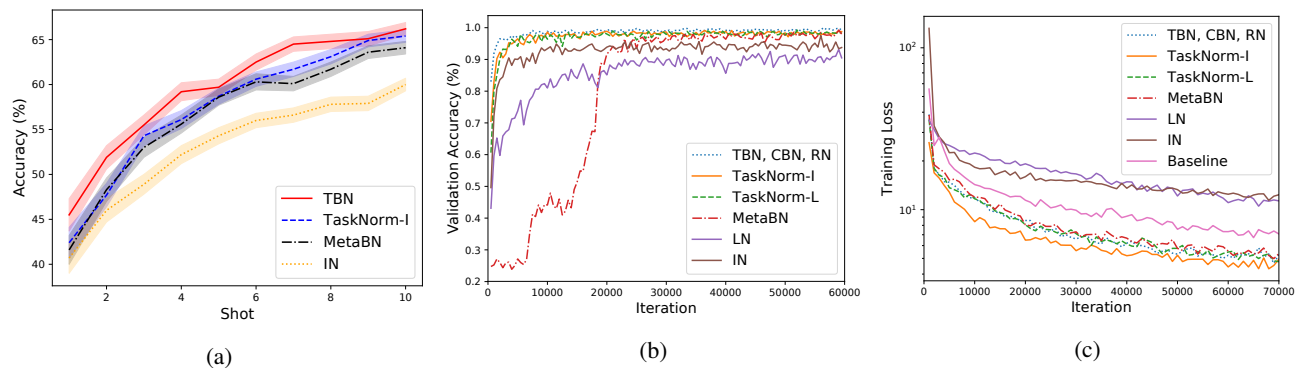 65
60
55
50
45
40
Accuracy (%)
2
4
6
8
10
Shot
TBN
TaskNorm-I
MetaBN
IN
(a)
1.0
0.9
0.8
0.7
0.6
0.5
0.4
0.3
0.2
Validation Accuracy (%)
0
10000
20000
30000
40000
50000
60000
Iteration
TBN, CBN, RN
TaskNorm-I
TaskNorm-L
MetaBN
LN
IN
(b)
10²
10¹
Training Loss
0
10000
20000
30000
40000
50000
60000
70000
Iteration
TBN, CBN, RN
TaskNorm-I
TaskNorm-L
MetaBN
LN
IN
Baseline
(c)